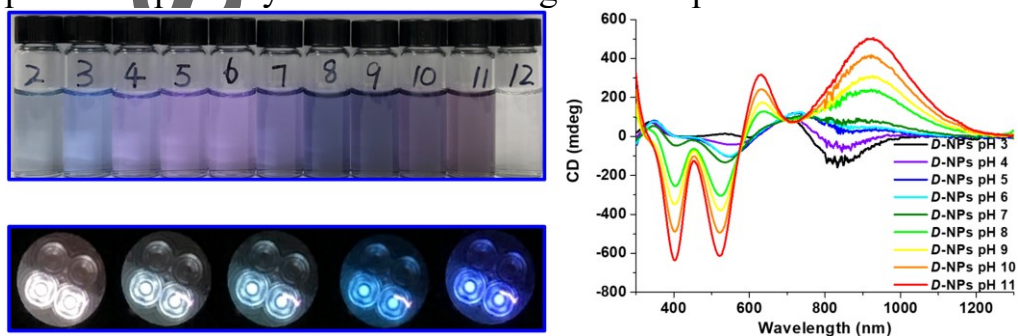 2 3 4 5 6 7 8 9 10 11 12
600
400
200
0
-200
-400
-600
-800
CD (mdeg)
400 600 800 1000 1200
Wavelength (nm)
D-NPs pH 3
D-NPs pH 4
D-NPs pH 5
D-NPs pH 6
D-NPs pH 7
D-NPs pH 8
D-NPs pH 9
D-NPs pH 10
D-NPs pH 11